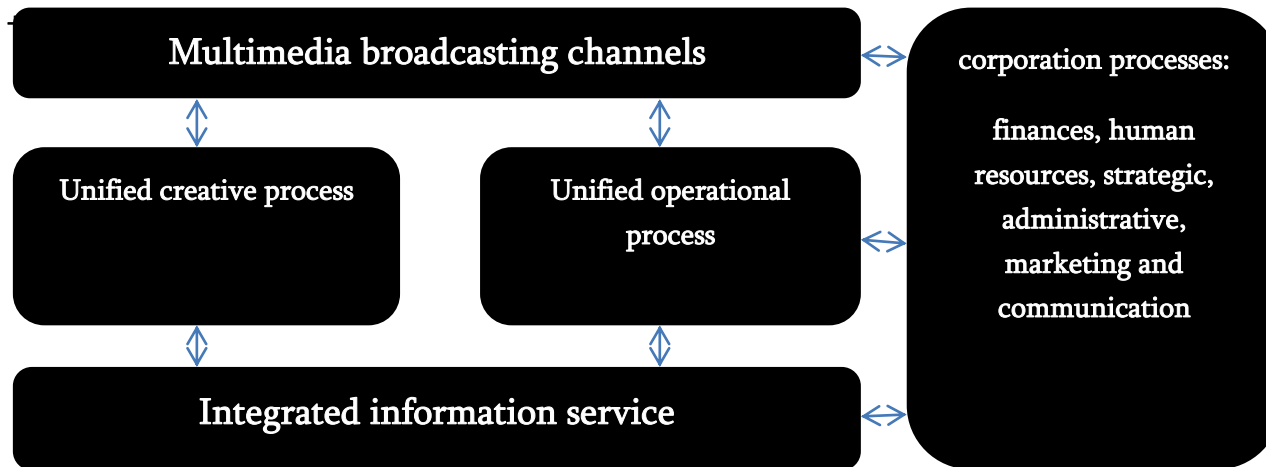 Multimedia broadcasting channels
Unified creative process
Unified operational
process
Integrated information service
corporation processes:
finances, human
resources, strategic,
administrative,
marketing and
communication